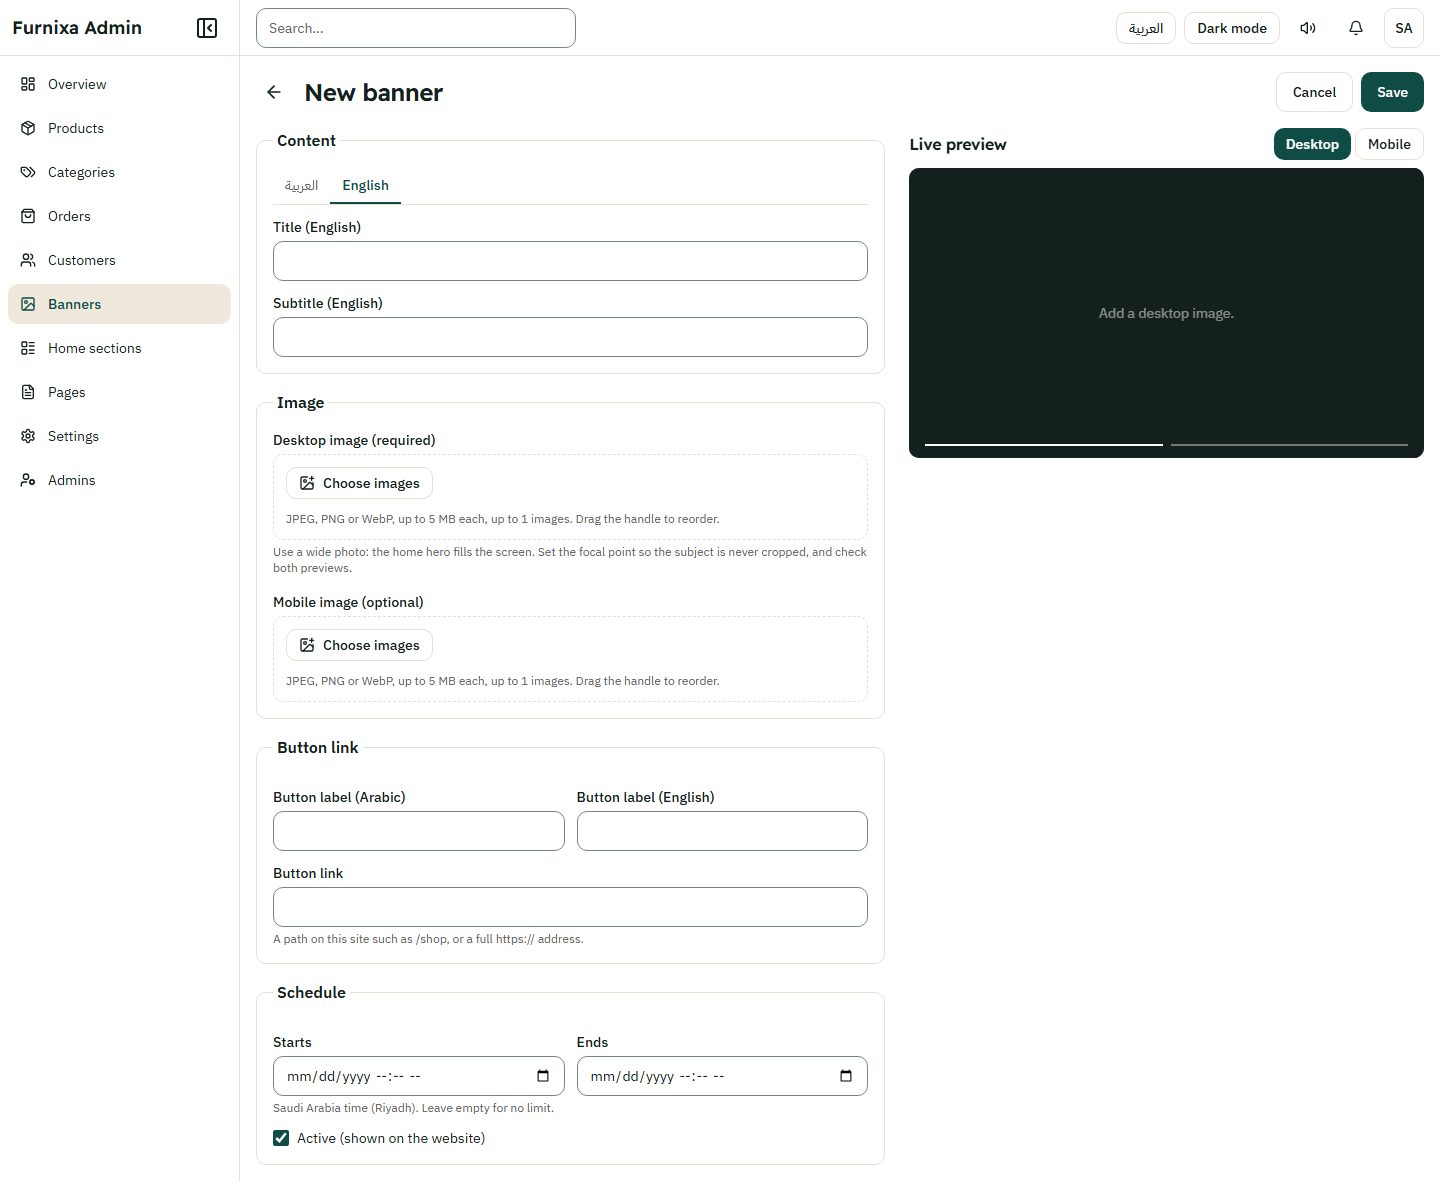 Furnixa Admin
Search...
العربية
Dark mode
SA
Overview
Products
Categories
Orders
Customers
Banners
Home sections
Pages
Settings
Admins
New banner
Cancel
Save
Content
العربية
English
Title (English)
Subtitle (English)
Image
Desktop image (required)
Choose images
JPEG, PNG or WebP, up to 5 MB each, up to 1 images. Drag the handle to reorder.
Use a wide photo: the home hero fills the screen. Set the focal point so the subject is never cropped, and check
both previews.
Mobile image (optional)
Choose images
JPEG, PNG or WebP, up to 5 MB each, up to 1 images. Drag the handle to reorder.
Button link
Button label (Arabic)
Button label (English)
Button link
A path on this site such as /shop, or a full https:// address.
Schedule
Starts
Ends
mm/dd/yyyy --:-- --
mm/dd/yyyy --:-- --
Saudi Arabia time (Riyadh). Leave empty for no limit.
Active (shown on the website)
Live preview
Desktop
Mobile
Add a desktop image.